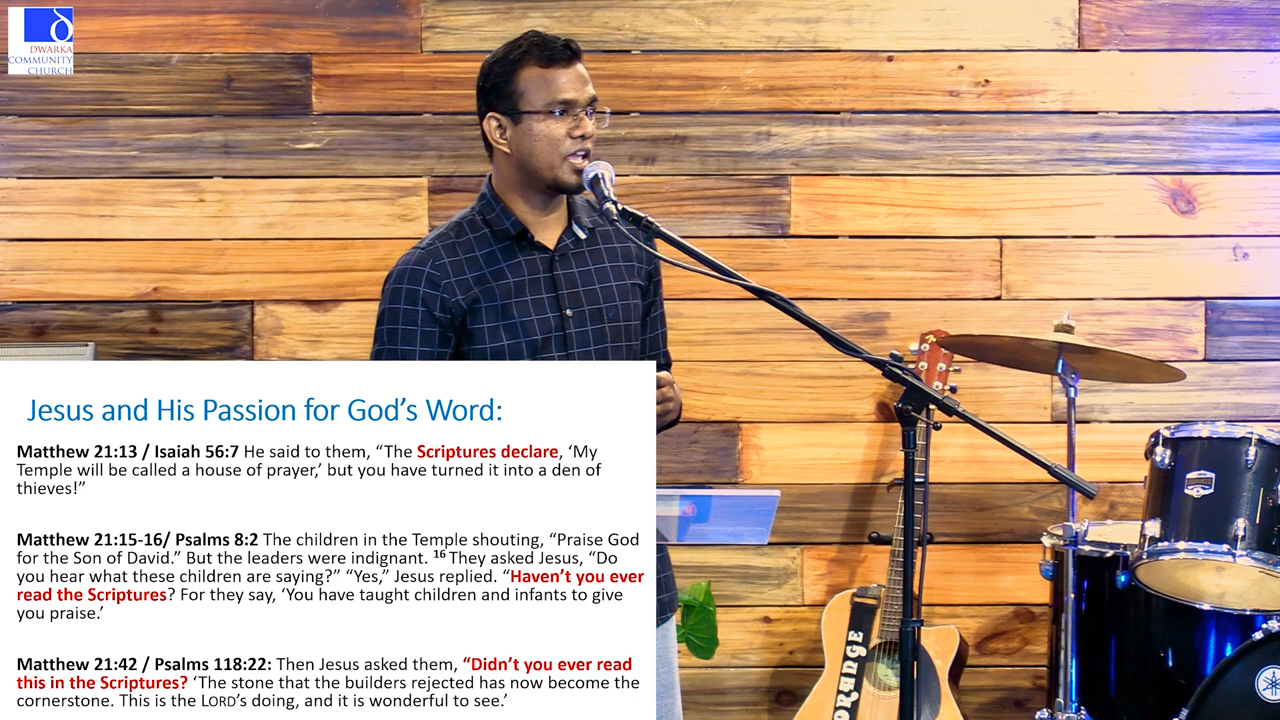 DWARKA
COMMUNITY
CHURCH
Jesus and His Passion for God’s Word:
Matthew 21:13 / Isaiah 56:7 He said to them, “The Scriptures declare, ‘My
Temple will be called a house of prayer,’ but you have turned it into a den of
thieves!”
Matthew 21:15-16/ Psalms 8:2 The children in the Temple shouting, “Praise God
for the Son of David.” But the leaders were indignant. ¹⁶ They asked Jesus, “Do
you hear what these children are saying?” “Yes,” Jesus replied. “Haven’t you ever
read the Scriptures? For they say, ‘You have taught children and infants to give
you praise.’
Matthew 21:42 / Psalms 118:22: Then Jesus asked them, “Didn’t you ever read
this in the Scriptures? ‘The stone that the builders rejected has now become the
cornerstone. This is the LORD’s doing, and it is wonderful to see.’
ORANGE